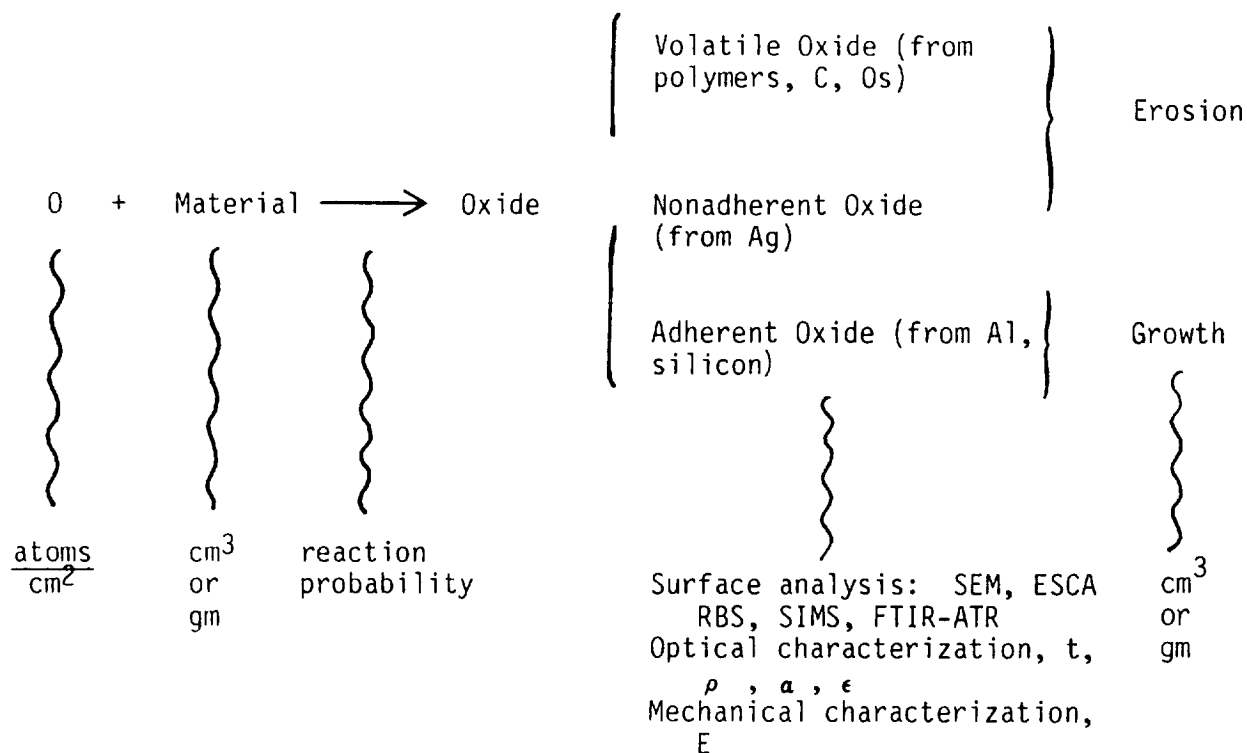 Volatile Oxide (from
polymers, C, Os)
Erosion
O + Material ⟶ Oxide
Nonadherent Oxide
(from Ag)
Adherent Oxide (from Al,
silicon)
Growth
atoms
cm²
cm³
or
gm
reaction
probability
Surface analysis: SEM, ESCA
RBS, SIMS, FTIR-ATR
Optical characterization, t,
ρ , α , ϵ
Mechanical characterization,
E
cm³
or
gm